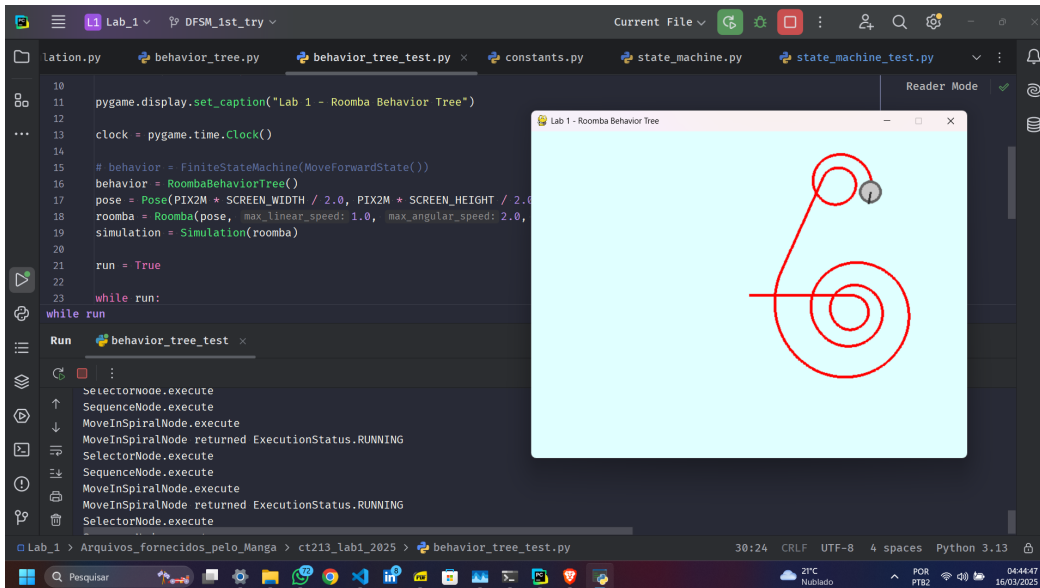 L1 Lab_1 DFSM_1st_try Current File
lation.py behavior_tree.py behavior_tree_test.py constants.py state_machine.py state_machine_test.py
Reader Mode
10
11 pygame.display.set_caption("Lab 1 - Roomba Behavior Tree")
12
13 clock = pygame.time.Clock()
14
15 # behavior = FiniteStateMachine(MoveForwardState())
16 behavior = RoombaBehaviorTree()
17 pose = Pose(PIX2M * SCREEN_WIDTH / 2.0, PIX2M * SCREEN_HEIGHT / 2.0
18 roomba = Roomba(pose, max_linear_speed: 1.0, max_angular_speed: 2.0,
19 simulation = Simulation(roomba)
20
21 run = True
22
23 while run:
while run
Lab 1 - Roomba Behavior Tree
Run behavior_tree_test
SelectorNode.execute
SequenceNode.execute
MoveInSpiralNode.execute
MoveInSpiralNode returned ExecutionStatus.RUNNING
SelectorNode.execute
SequenceNode.execute
MoveInSpiralNode.execute
MoveInSpiralNode returned ExecutionStatus.RUNNING
SelectorNode.execute
Lab_1 > Arquivos_fornecidos_pelo_Manga > ct213_lab1_2025 > behavior_tree_test.py 30:24 CRLF UTF-8 4 spaces Python 3.13
Pesquisar 72 8 21°C Nublado POR PTB2 04:44:47 16/03/2025